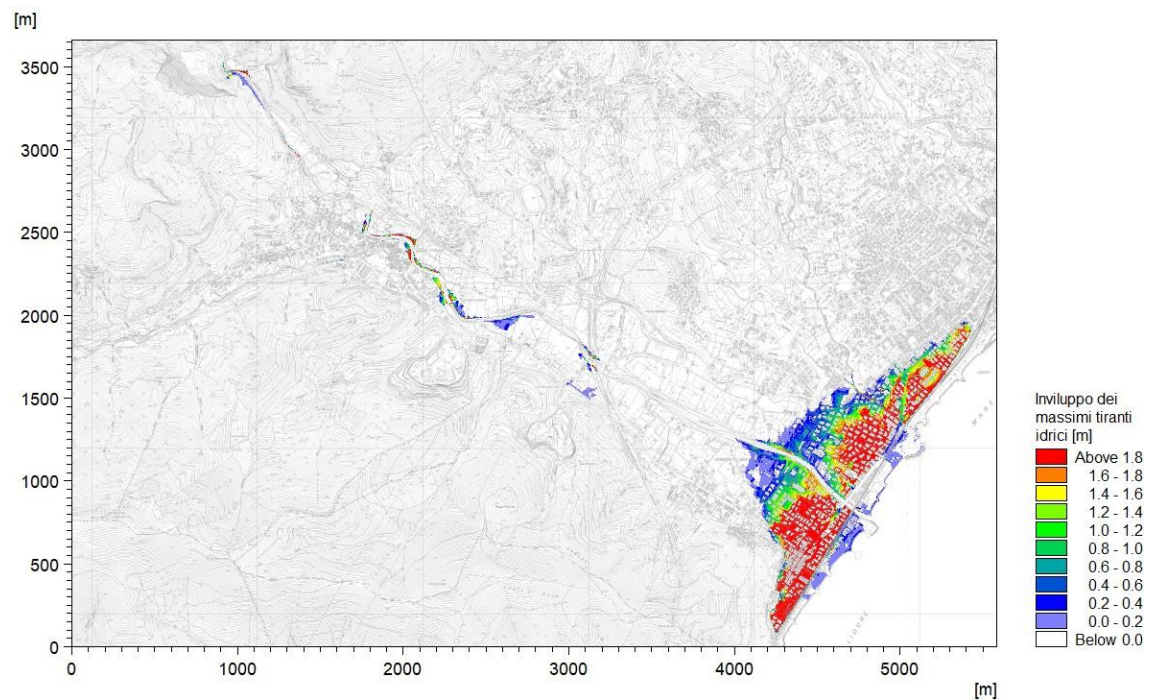 [m]
3500
3000
2500
2000
1500
1000
500
0
0
1000
2000
3000
4000
5000
[m]
Inviluppo dei
massimi tiranti
idrici [m]
Above 1.8
1.6 - 1.8
1.4 - 1.6
1.2 - 1.4
1.0 - 1.2
0.8 - 1.0
0.6 - 0.8
0.4 - 0.6
0.2 - 0.4
0.0 - 0.2
Below 0.0
MARE
LIGURE